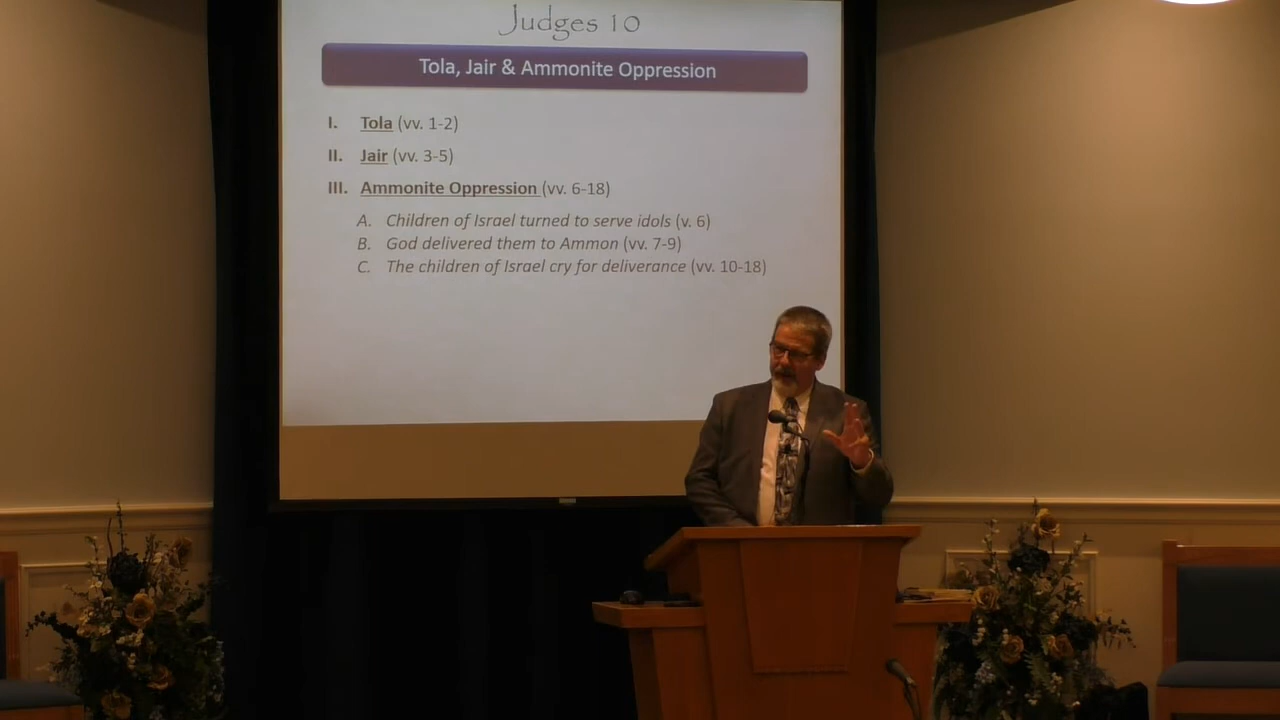 Judges 10
Tola, Jair & Ammonite Oppression
I. Tola (vv. 1-2)
II. Jair (vv. 3-5)
III. Ammonite Oppression (vv. 6-18)
A. Children of Israel turned to serve idols (v. 6)
B. God delivered them to Ammon (vv. 7-9)
C. The children of Israel cry for deliverance (vv. 10-18)